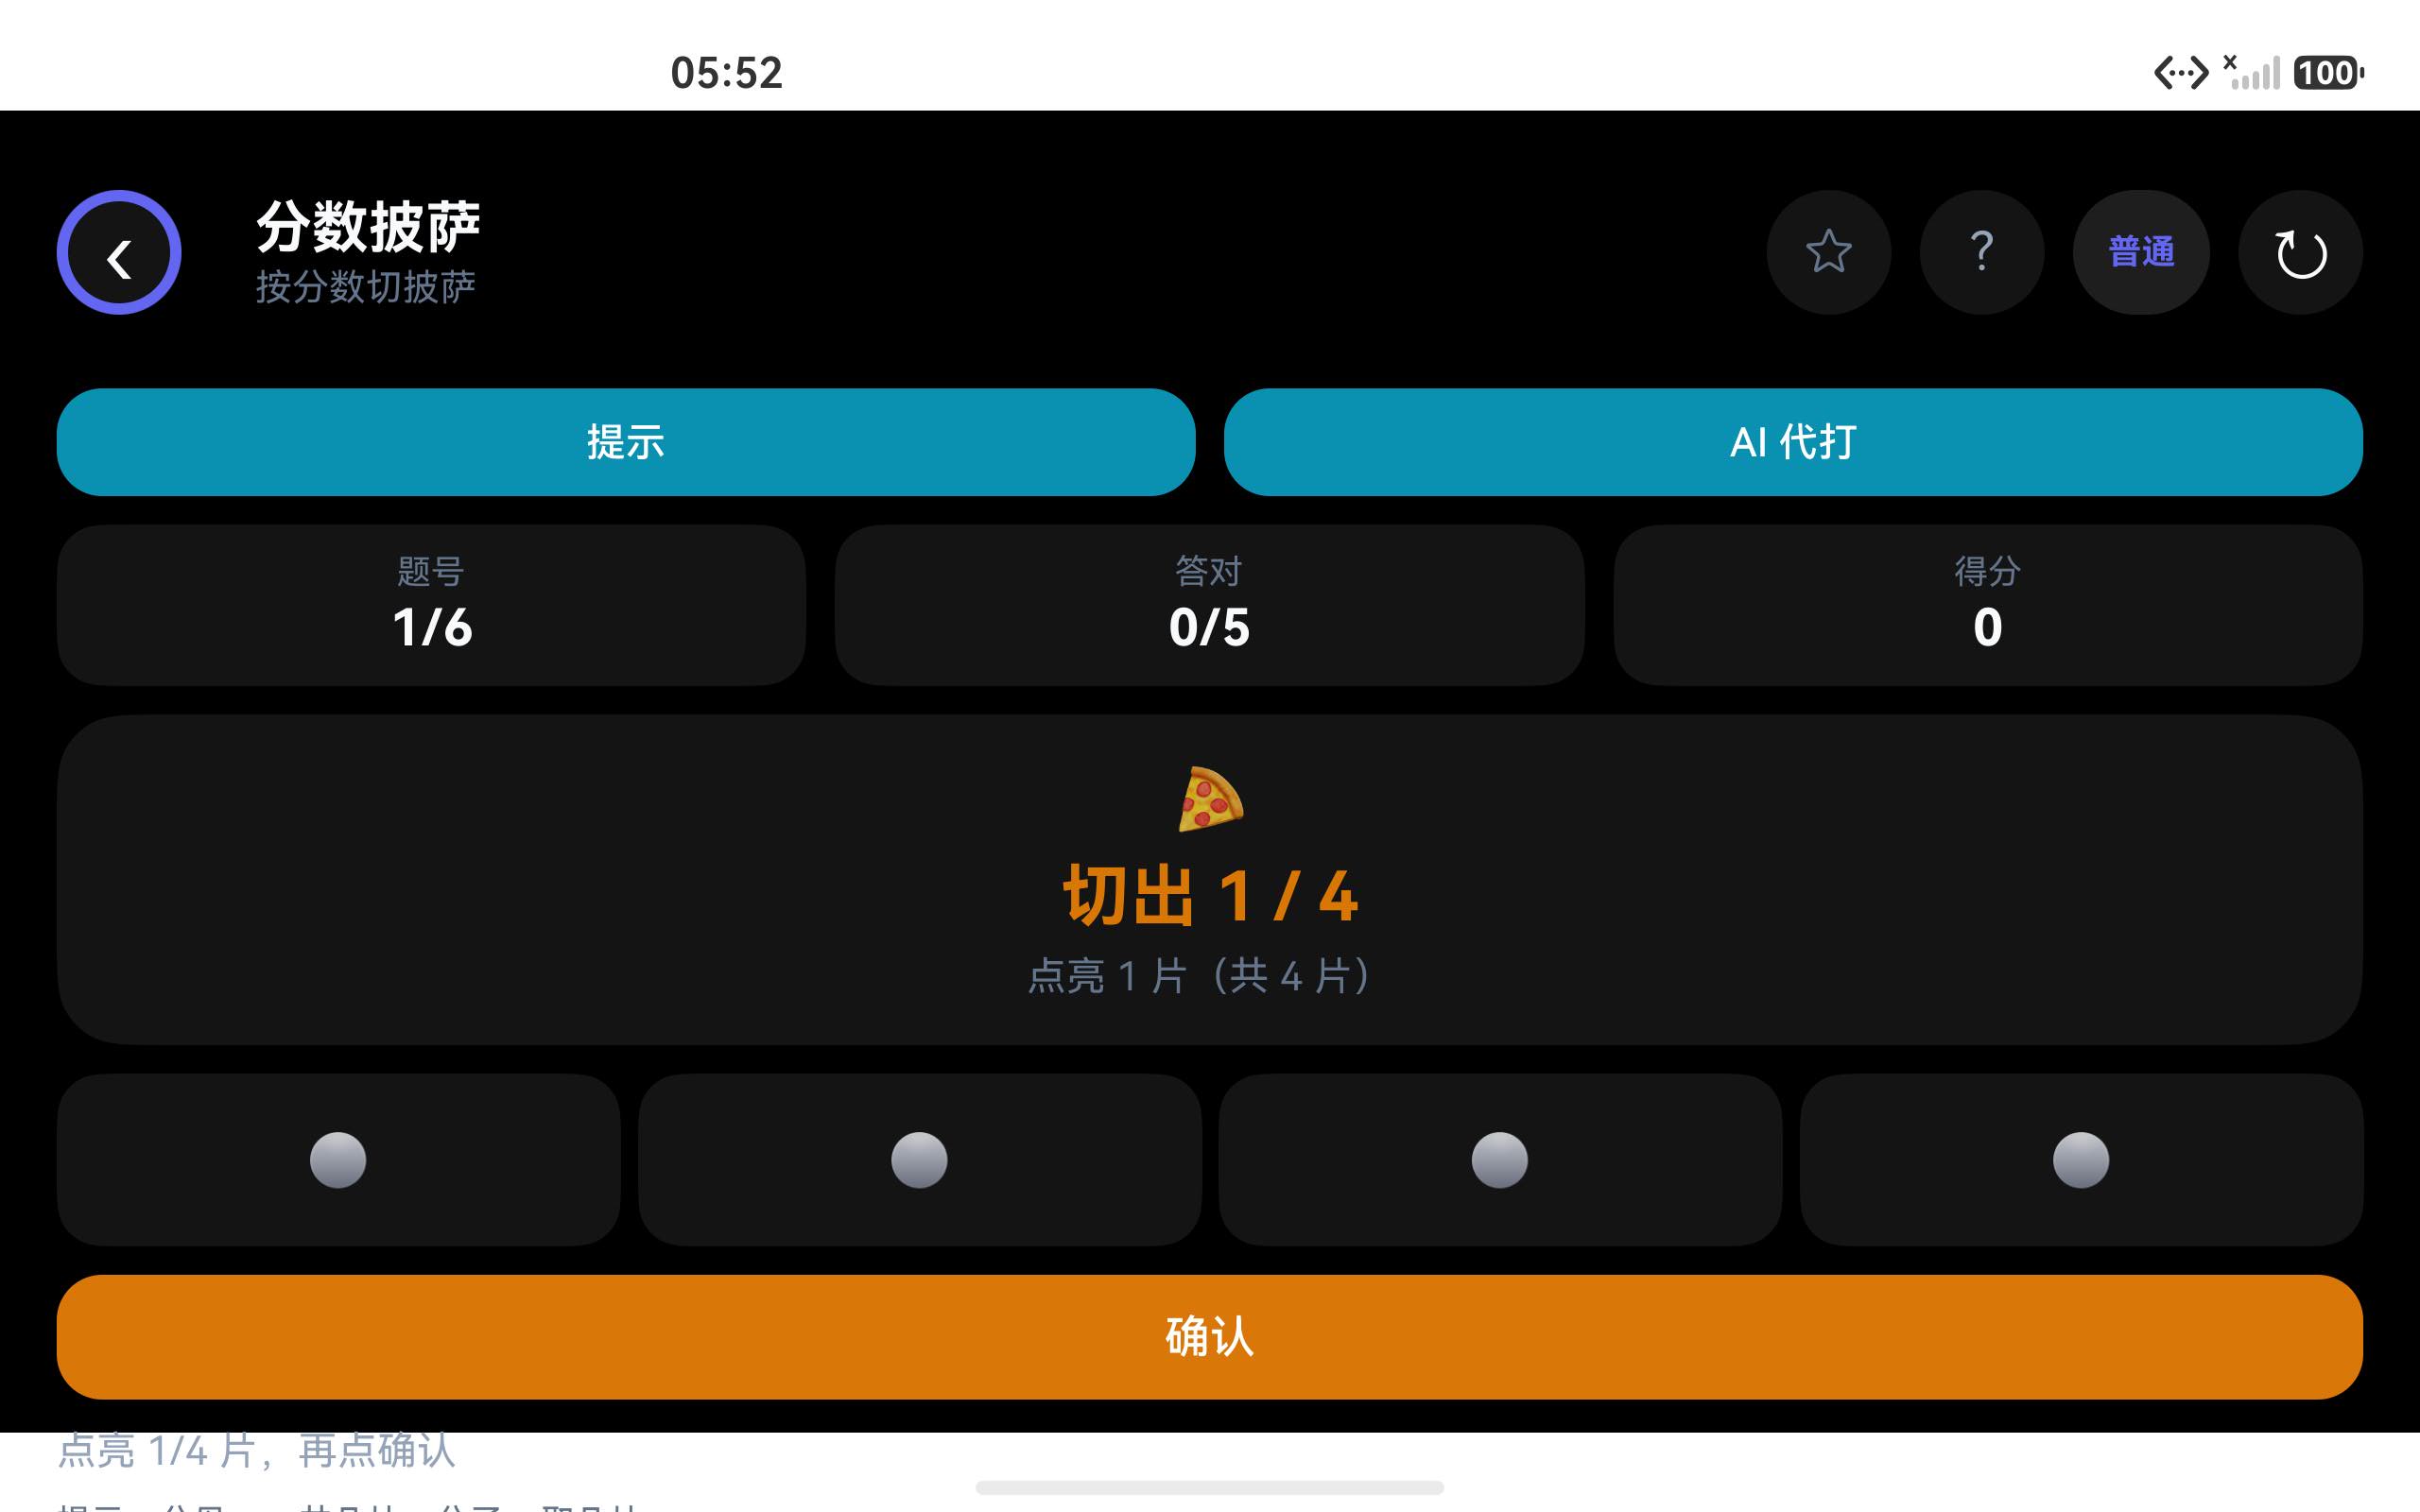 05:52
100
分数披萨
按分数切披萨
?
普通
提示
AI 代打
题号
答对
得分
1/6
0/5
0
切出 1 / 4
点亮 1 片（共 4 片）
确认
点亮 1/4 片，再点确认